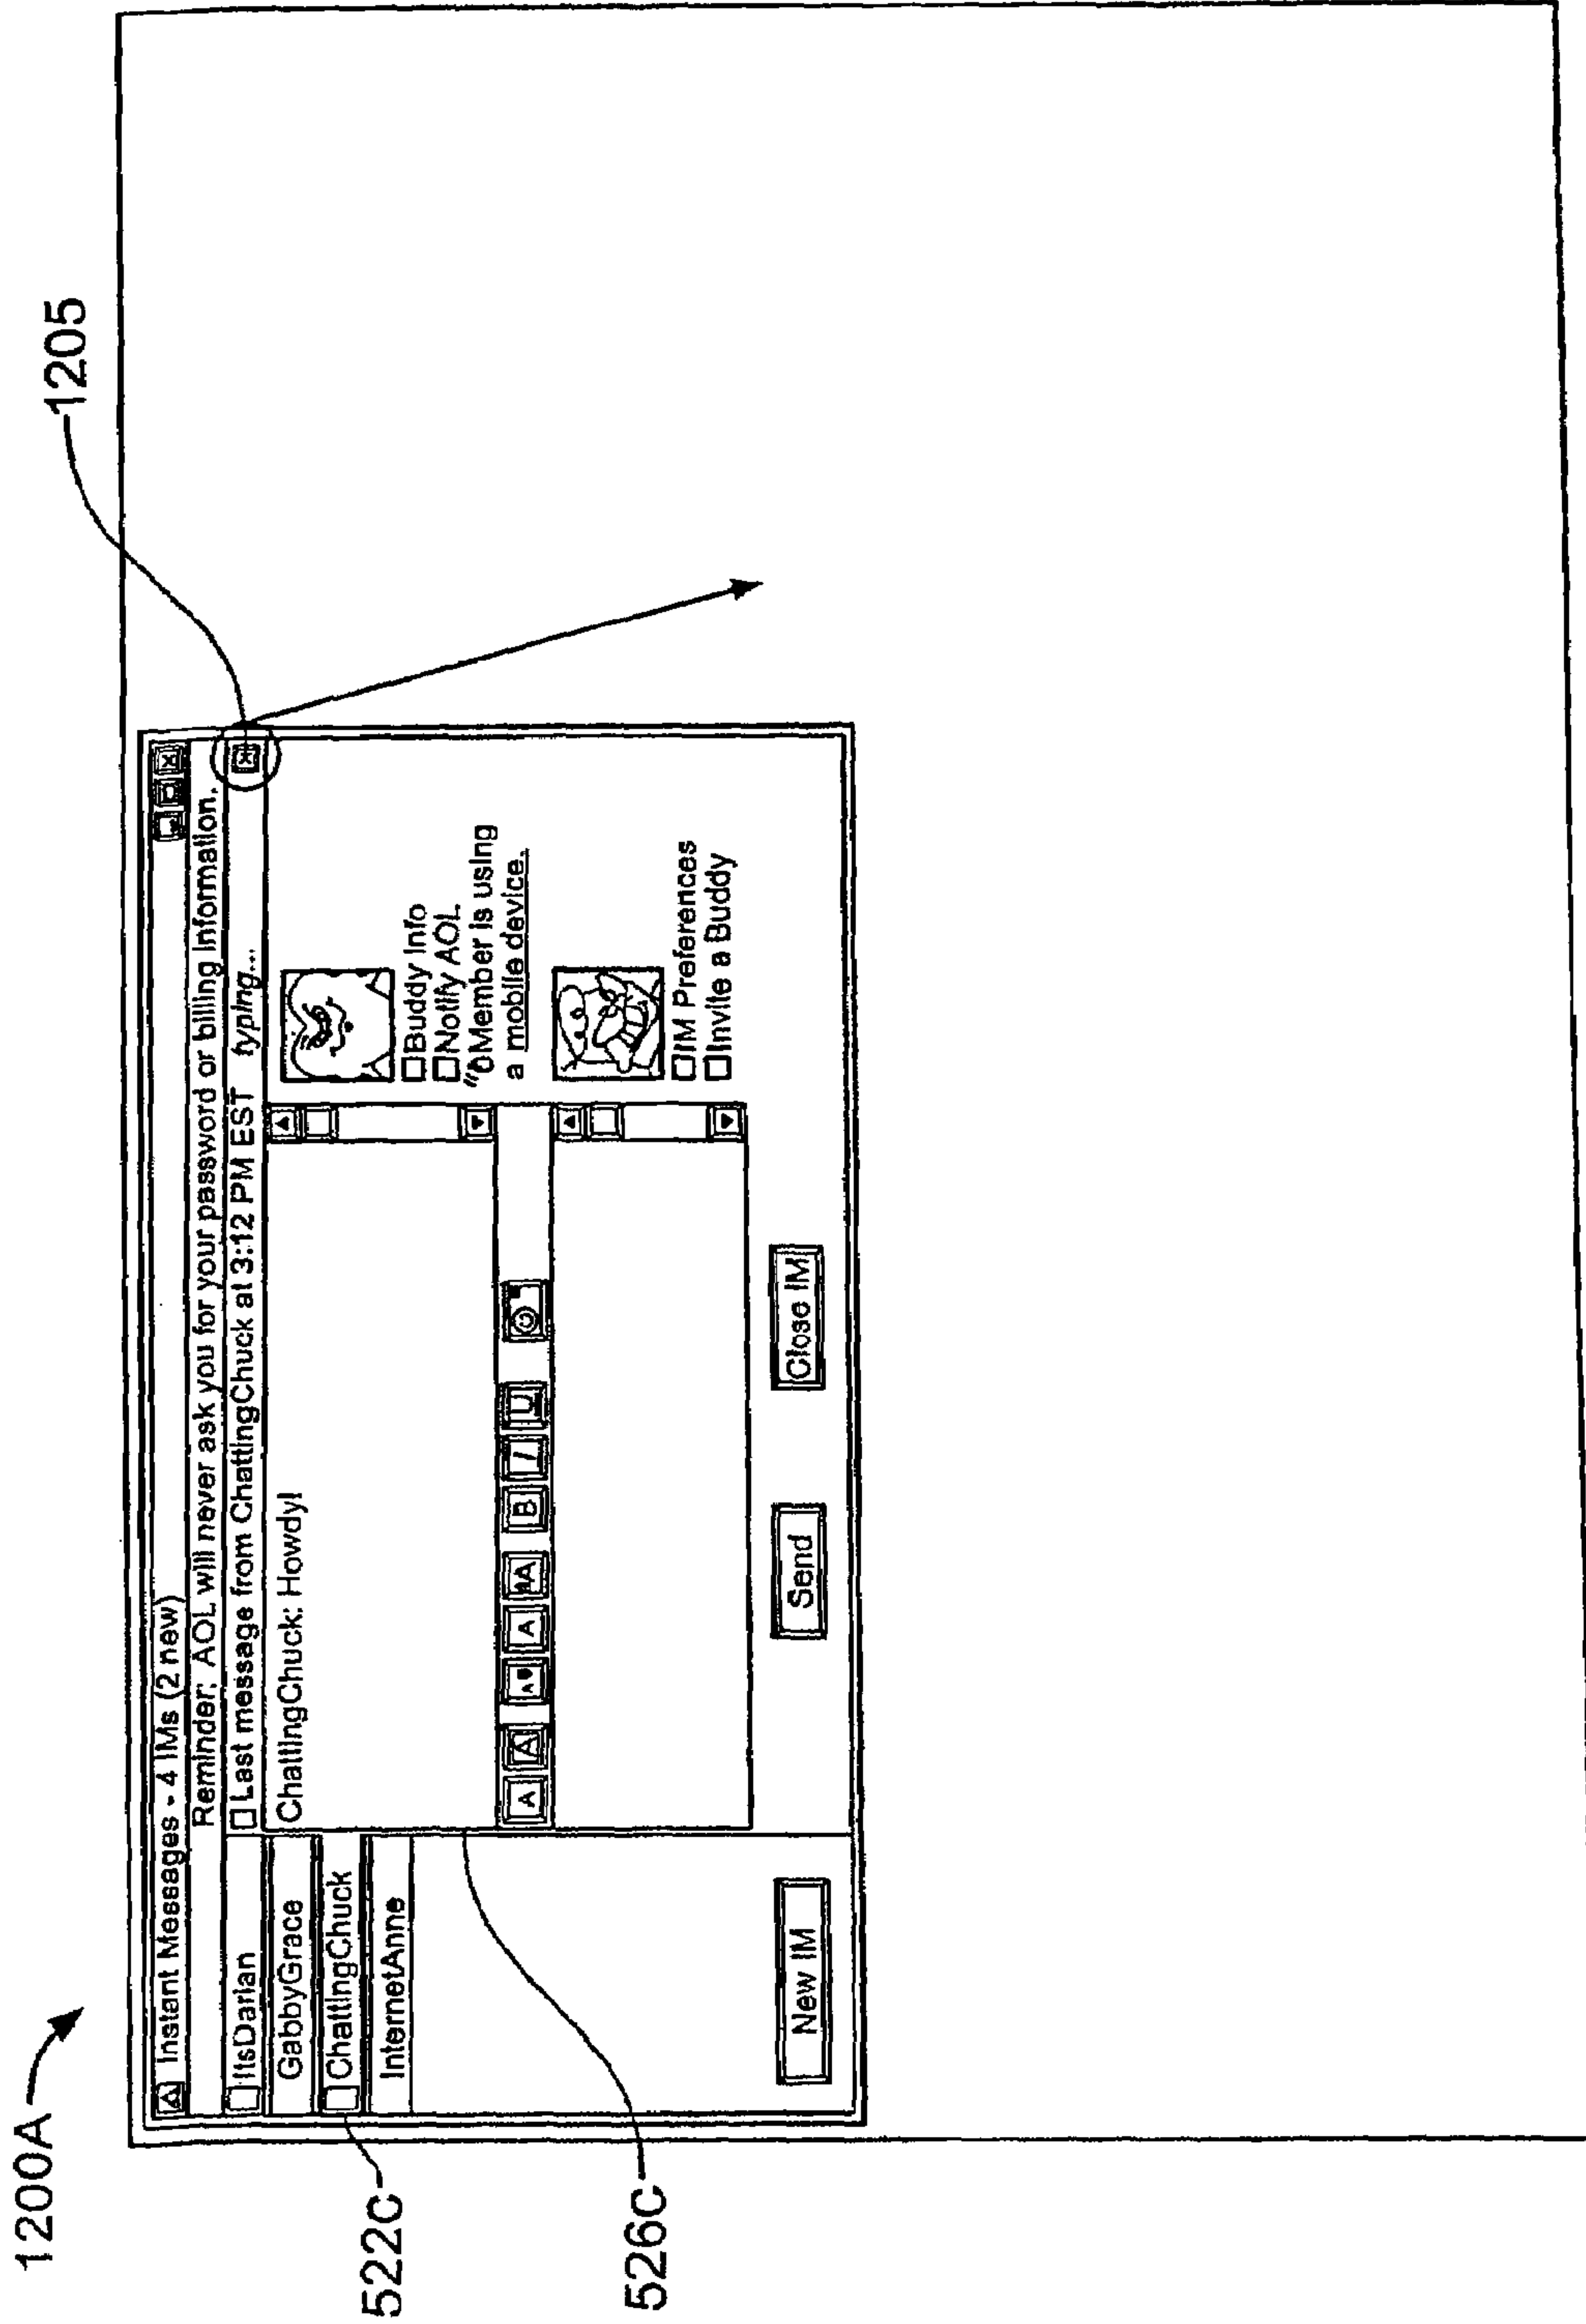 1200A
1205
Instant Messages - 4 IMs (2 new)
Reminder: AOL will never ask you for your password or billing information.
Last message from ChattingChuck at 3:12 PM EST typing...
ItsDarian
GabbyGrace
ChattingChuck
InternetAnne
522c
526c
ChattingChuck: Howdy!
Buddy Info
Notify AOL
Member is using
a mobile device.
A A A A AA B I U
IM Preferences
Invite a Buddy
New IM
Send
Close IM